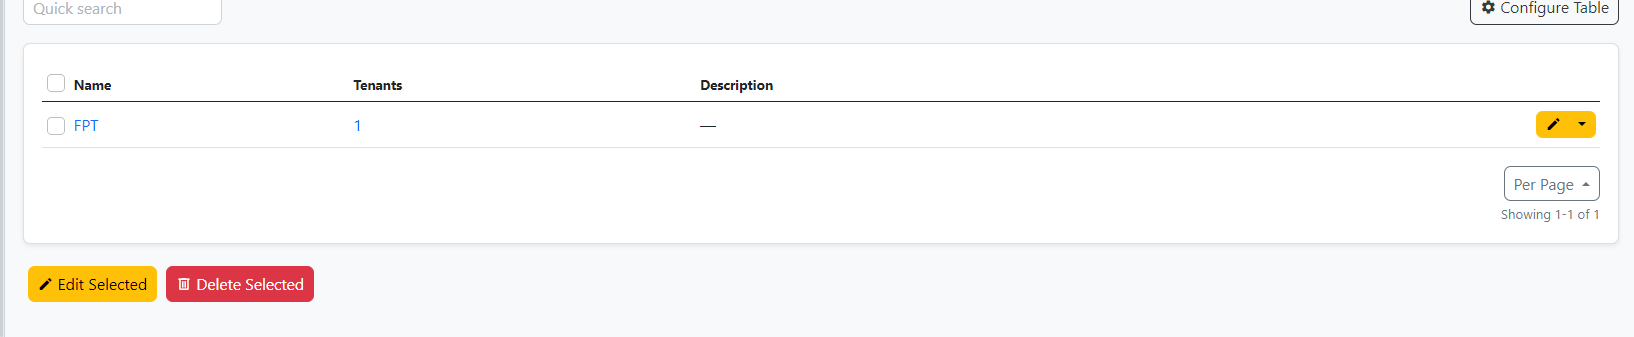 Quick search
Configure Table
Name Tenants Description
FPT 1 —
Per Page
Showing 1-1 of 1
Edit Selected Delete Selected